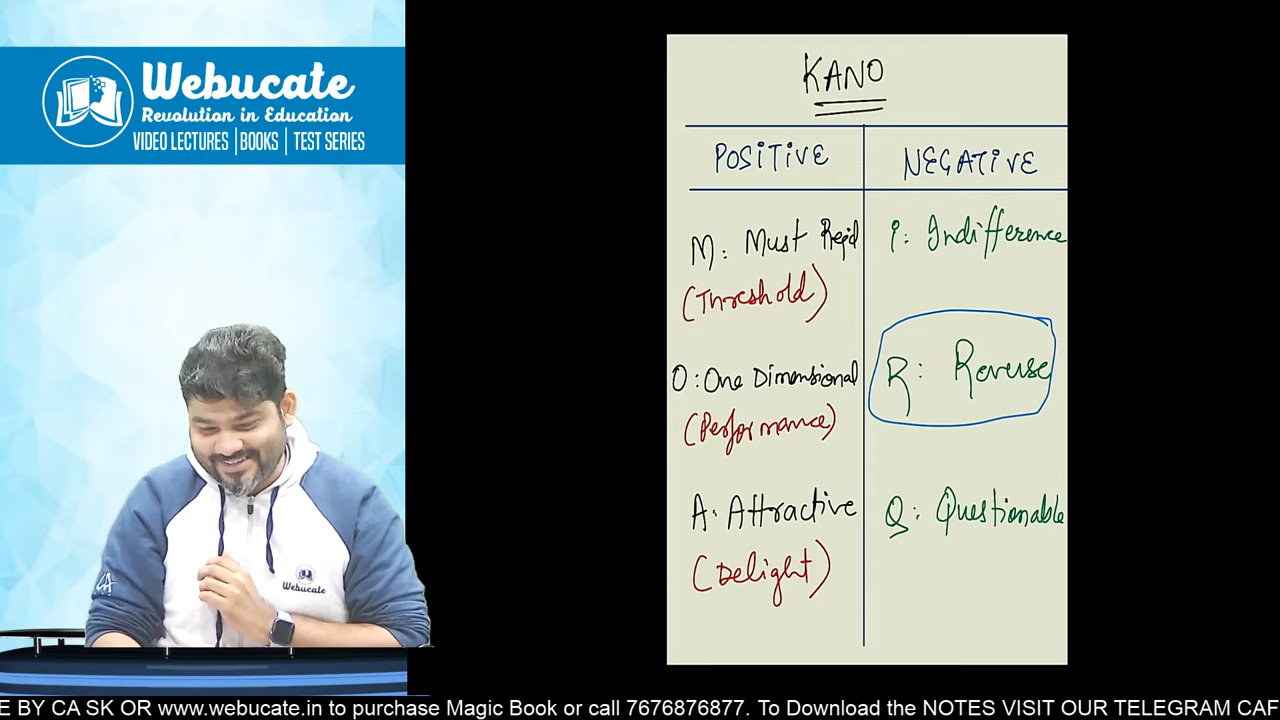 Webucate
Revolution in Education
VIDEO LECTURES | BOOKS | TEST SERIES
KANO
POSITIVE
NEGATIVE
M: Must Reqd
(Threshold)
i: Indifference
O: One Dimensional
(Performance)
R: Reverse
A: Attractive
(Delight)
Q: Questionable
CA
Webucate
E BY CA SK OR www.webucate.in to purchase Magic Book or call 7676876877. To Download the NOTES VISIT OUR TELEGRAM CAF